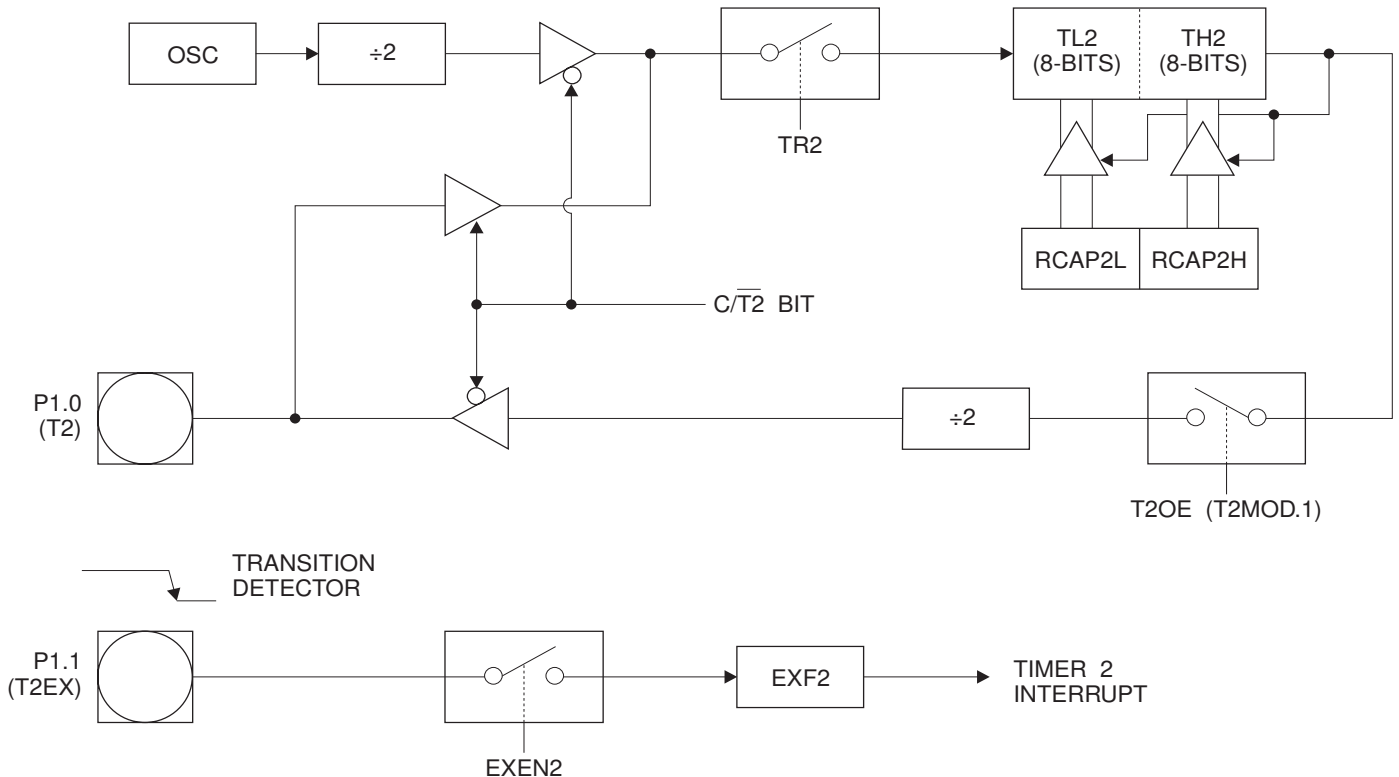 OSC
÷2
TR2
TL2
(8-BITS)
TH2
(8-BITS)
RCAP2L
RCAP2H
C/T2̅ BIT
P1.0
(T2)
÷2
T2OE (T2MOD.1)
TRANSITION
DETECTOR
P1.1
(T2EX)
EXEN2
EXF2
TIMER 2
INTERRUPT